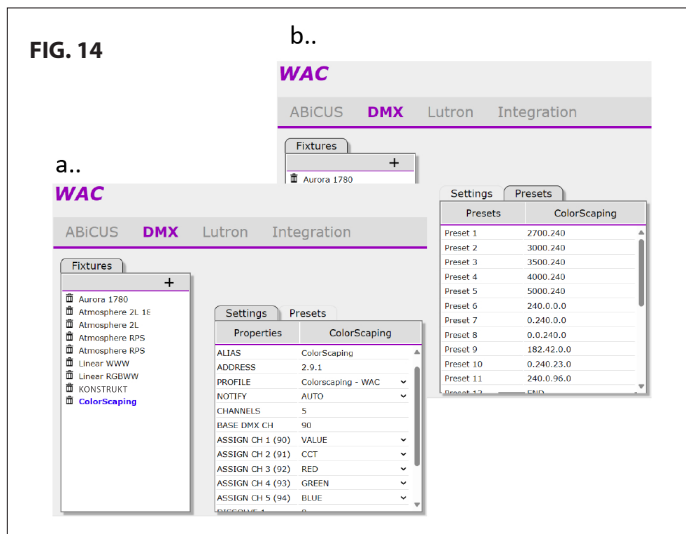 FIG. 14
b..
WAC
ABiCUS DMX Lutron Integration
Fixtures
+
Aurora 1780
Settings Presets
Presets ColorScaping
Preset 1 2700.240
Preset 2 3000.240
Preset 3 3500.240
Preset 4 4000.240
Preset 5 5000.240
Preset 6 240.0.0.0
Preset 7 0.240.0.0
Preset 8 0.0.240.0
Preset 9 182.42.0.0
Preset 10 0.240.23.0
Preset 11 240.0.96.0
Preset 12 END
a..
WAC
ABiCUS DMX Lutron Integration
Fixtures
+
Aurora 1780
Atmosphere 2L 1E
Atmosphere 2L
Atmosphere RPS
Atmosphere RPS
Linear WWW
Linear RGBWW
KONSTRUKT
ColorScaping
Settings Presets
Properties ColorScaping
ALIAS ColorScaping
ADDRESS 2.9.1
PROFILE Colorscaping - WAC
NOTIFY AUTO
CHANNELS 5
BASE DMX CH 90
ASSIGN CH 1 (90) VALUE
ASSIGN CH 2 (91) CCT
ASSIGN CH 3 (92) RED
ASSIGN CH 4 (93) GREEN
ASSIGN CH 5 (94) BLUE